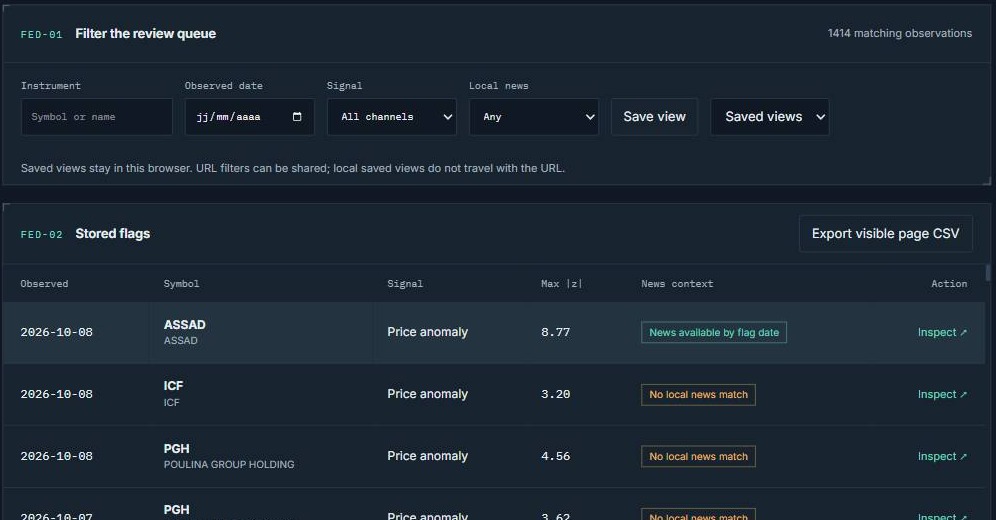 FED-01 Filter the review queue 1414 matching observations
Instrument Observed date Signal Local news
Symbol or name jj/mm/aaaa All channels Any Save view Saved views
Saved views stay in this browser. URL filters can be shared; local saved views do not travel with the URL.
FED-02 Stored flags Export visible page CSV
Observed Symbol Signal Max |z| News context Action
2026-10-08 ASSAD Price anomaly 8.77 News available by flag date Inspect ↗
ASSAD
2026-10-08 ICF Price anomaly 3.20 No local news match Inspect ↗
ICF
2026-10-08 PGH Price anomaly 4.56 No local news match Inspect ↗
POULINA GROUP HOLDING
2026-10-07 PGH Price anomaly 3.62 No local news match Inspect ↗